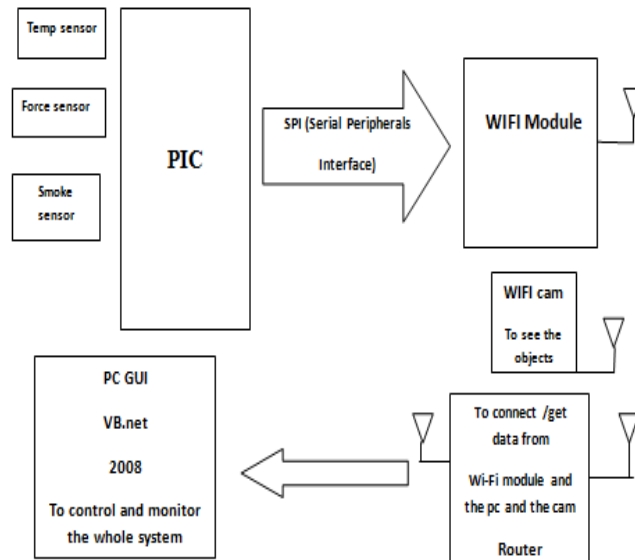 Temp sensor
Force sensor
Smoke
sensor
PIC
SPI (Serial Peripherals
Interface)
WIFI Module
WIFI cam
To see the
objects
PC GUI
VB.net
2008
To control and monitor
the whole system
To connect /get
data from
Wi-Fi module and
the pc and the cam
Router